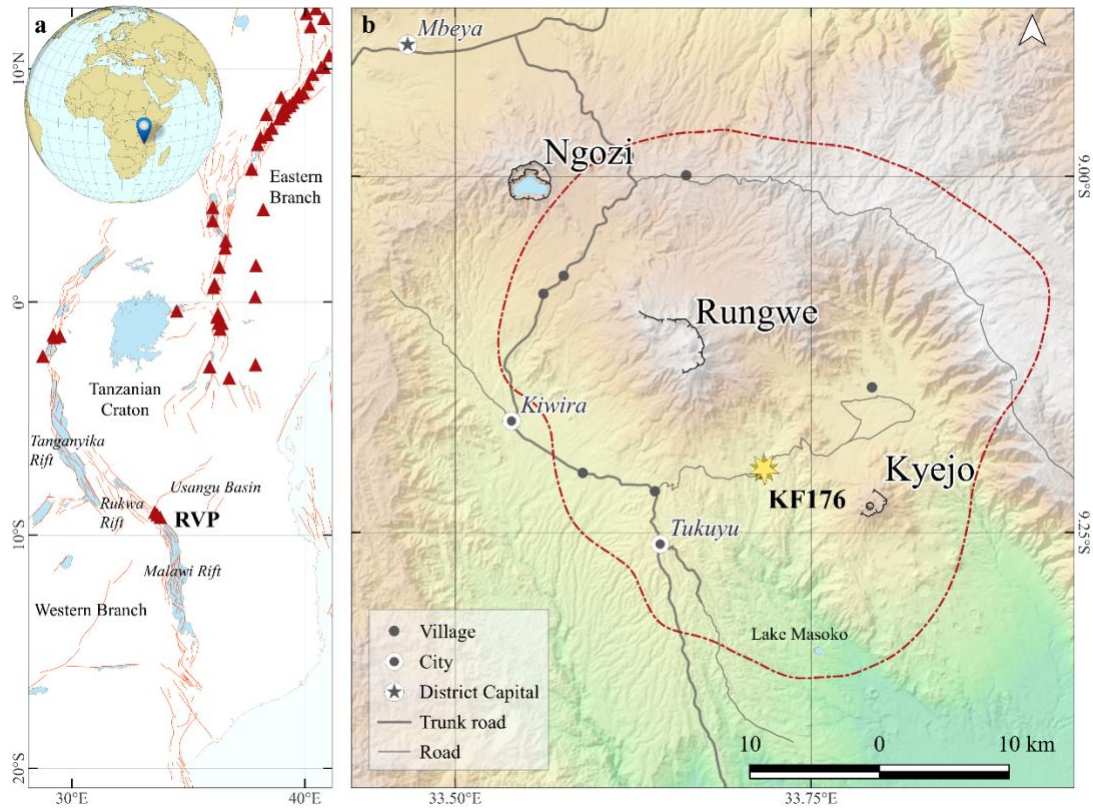 a
10°N
Eastern
Branch
0°
Tanzanian
Craton
Tanganyika
Rift
Usangu Basin
Rukwa
Rift
RVP
10°S
Malawi Rift
Western Branch
20°S
30°E
40°E
b
Mbeya
Ngozi
9.00°S
Rungwe
Kiwira
Kyejo
KF176
9.25°S
Tukuyu
Lake Masoko
Village
City
District Capital
Trunk road
Road
10
0
10 km
33.50°E
33.75°E